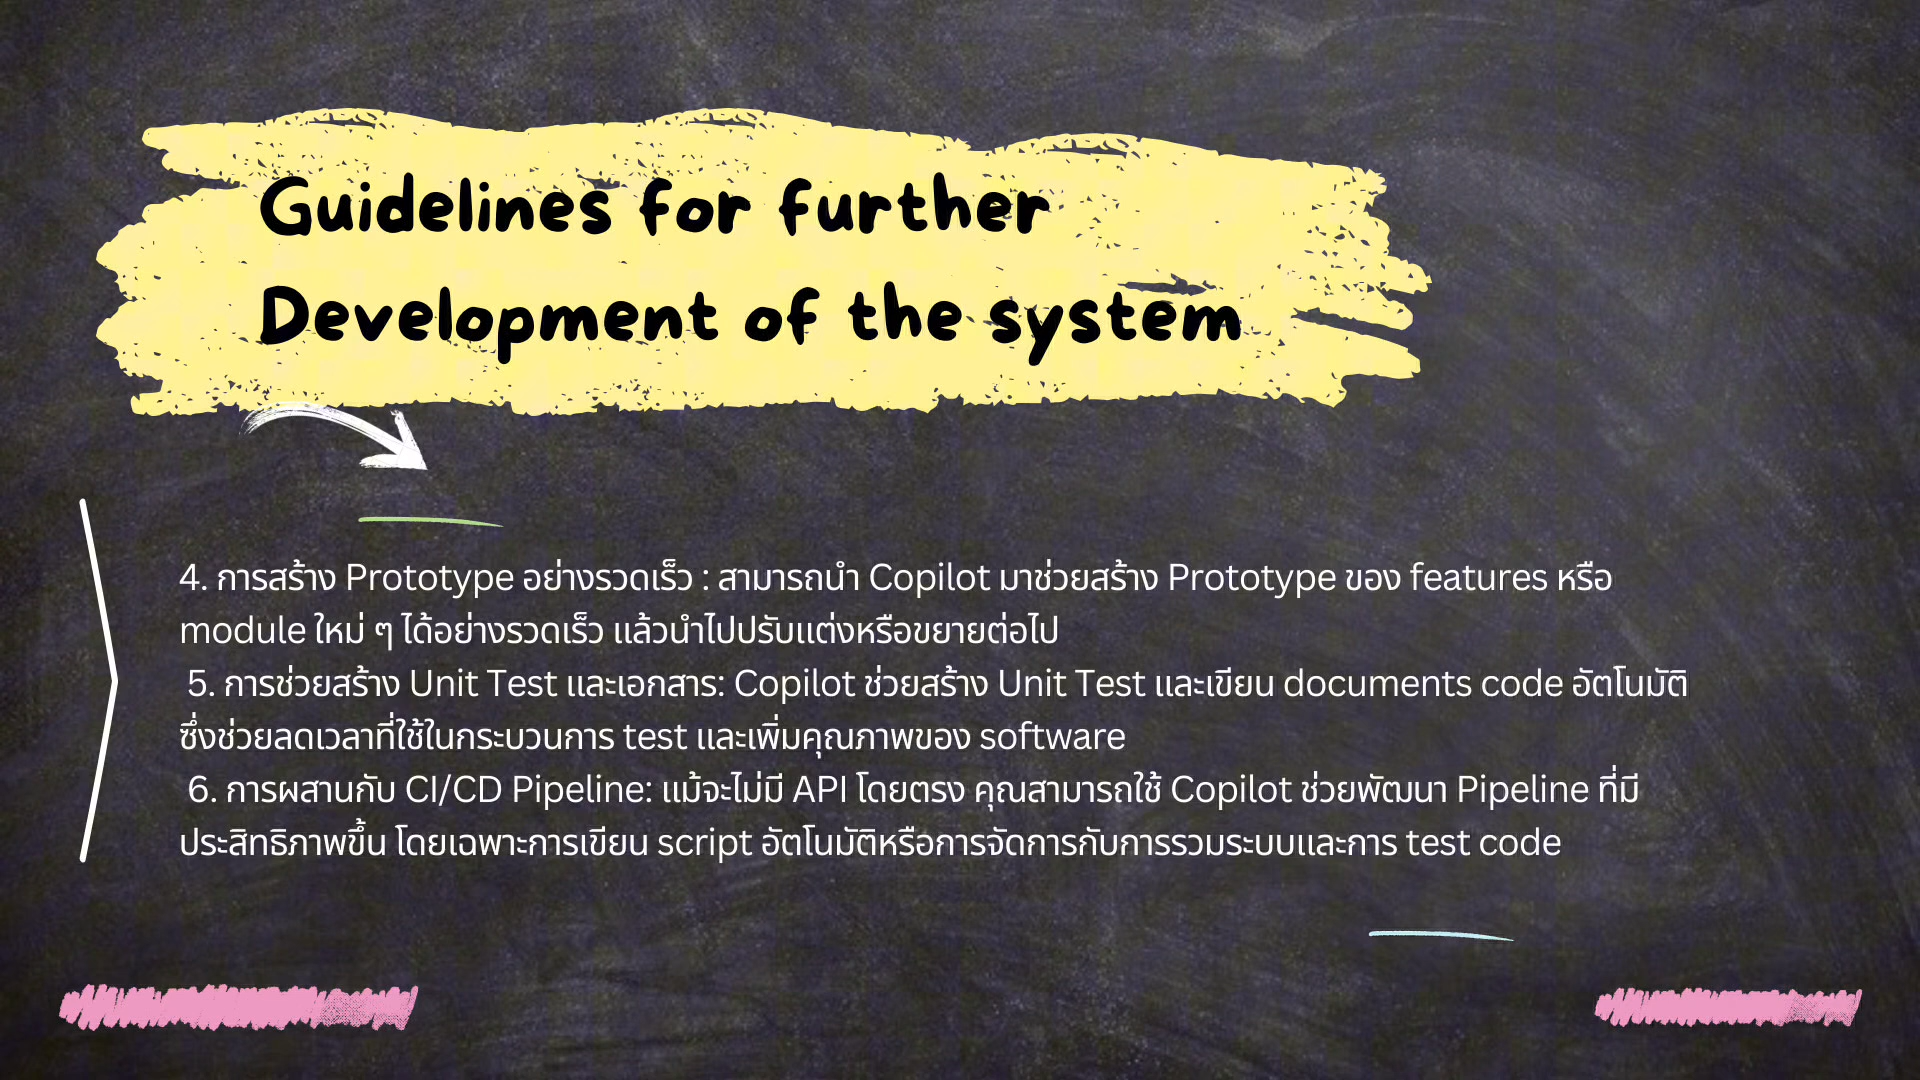 Guidelines for further
Development of the system
4. การสร้าง Prototype อย่างรวดเร็ว : สามารถนำ Copilot มาช่วยสร้าง Prototype ของ features หรือ
module ใหม่ ๆ ได้อย่างรวดเร็ว แล้วนำไปปรับแต่งหรือขยายต่อไป
5. การช่วยสร้าง Unit Test และเอกสาร: Copilot ช่วยสร้าง Unit Test และเขียน documents code อัตโนมัติ
ซึ่งช่วยลดเวลาที่ใช้ในกระบวนการ test และเพิ่มคุณภาพของ software
6. การผสานกับ CI/CD Pipeline: แม้จะไม่มี API โดยตรง คุณสามารถใช้ Copilot ช่วยพัฒนา Pipeline ที่มี
ประสิทธิภาพขึ้น โดยเฉพาะการเขียน script อัตโนมัติหรือการจัดการกับการรวมระบบและการ test code